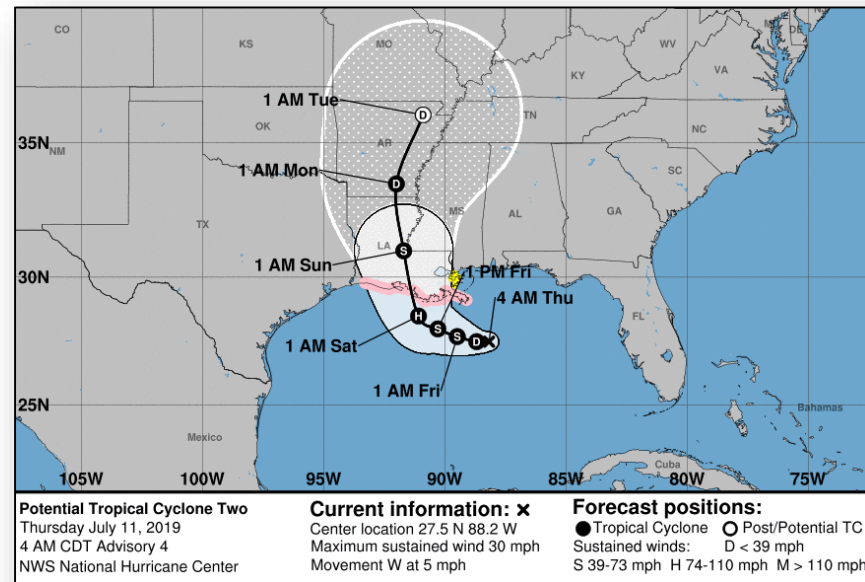 CO
KS
MO
WV
MD
DE
NJ
KY
VA
1 AM Tue
D
OK
TN
NC
35N
NM
AR
1 AM Mon
D
SC
TX
MS
AL
GA
LA
S
1 AM Sun
1 PM Fri
30N
4 AM Thu
FL
H
S
S
D
1 AM Sat
1 AM Fri
25N
Mexico
Bahamas
Cuba
105W 100W 95W 90W 85W 80W 75W
Potential Tropical Cyclone Two
Thursday July 11, 2019
4 AM CDT Advisory 4
NWS National Hurricane Center
Current information: ×
Center location 27.5 N 88.2 W
Maximum sustained wind 30 mph
Movement W at 5 mph
Forecast positions:
Tropical Cyclone Post/Potential TC
Sustained winds: D < 39 mph
S 39-73 mph H 74-110 mph M > 110 mph